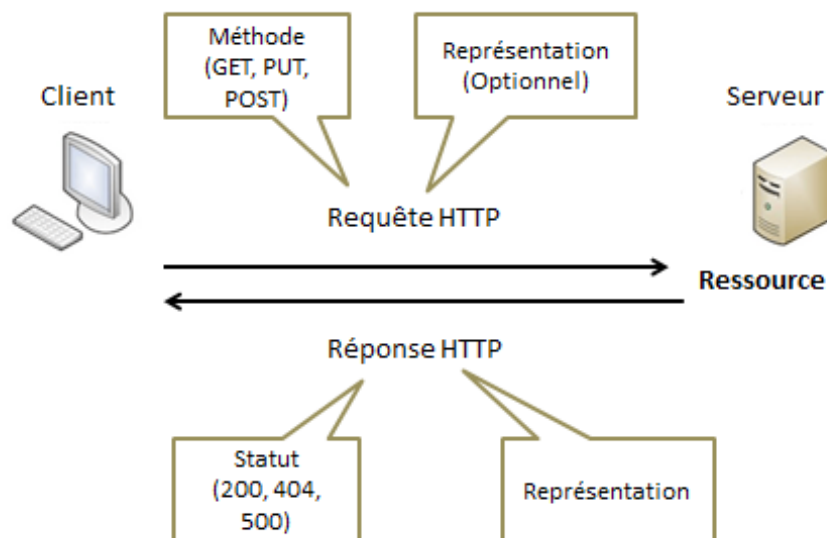 Méthode
(GET, PUT,
POST)
Représentation
(Optionnel)
Client
Serveur
Requête HTTP
Ressource
Réponse HTTP
Statut
(200, 404,
500)
Représentation